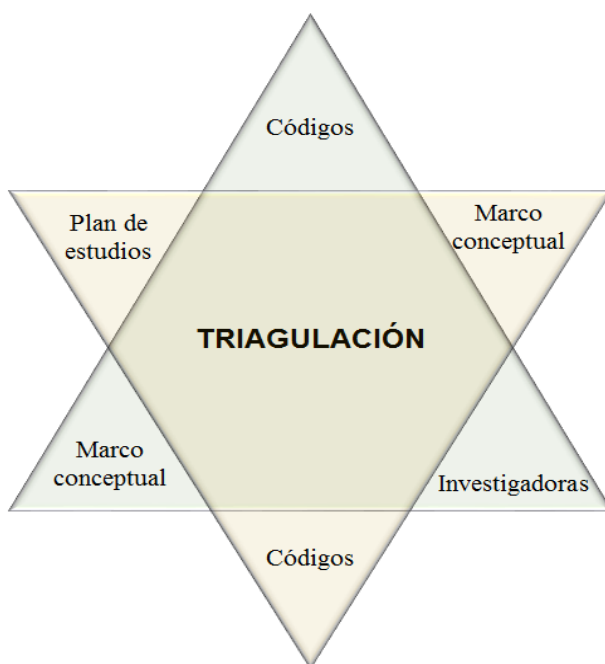 Códigos
Plan de
estudios
Marco
conceptual
TRIAGULACIÓN
Marco
conceptual
Investigadoras
Códigos